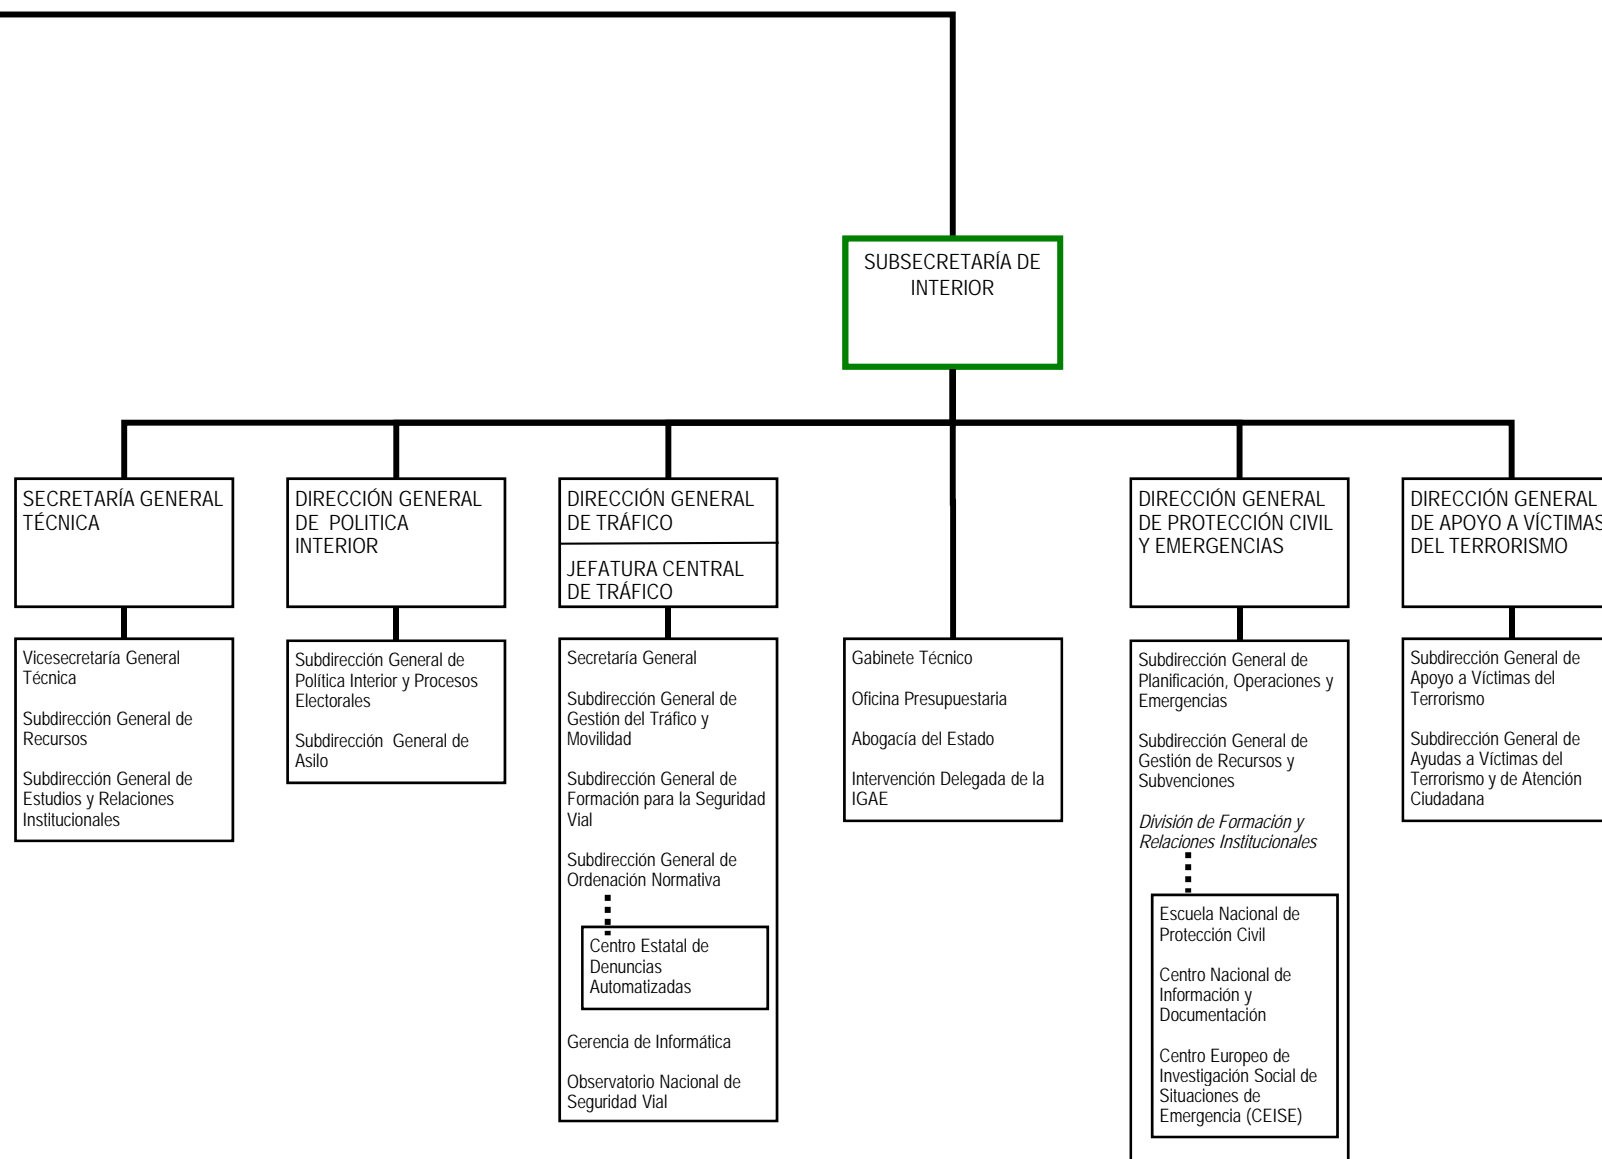 SUBSECRETARÍA DE
INTERIOR
SECRETARÍA GENERAL
TÉCNICA
DIRECCIÓN GENERAL
DE POLITICA
INTERIOR
DIRECCIÓN GENERAL
DE TRÁFICO
JEFATURA CENTRAL
DE TRÁFICO
DIRECCIÓN GENERAL
DE PROTECCIÓN CIVIL
Y EMERGENCIAS
DIRECCIÓN GENERAL
DE APOYO A VÍCTIMAS
DEL TERRORISMO
Vicesecretaría General
Técnica
Subdirección General de
Recursos
Subdirección General de
Estudios y Relaciones
Institucionales
Subdirección General de
Política Interior y Procesos
Electorales
Subdirección General de
Asilo
Secretaría General
Subdirección General de
Gestión del Tráfico y
Movilidad
Subdirección General de
Formación para la Seguridad
Vial
Subdirección General de
Ordenación Normativa
Centro Estatal de
Denuncias
Automatizadas
Gerencia de Informática
Observatorio Nacional de
Seguridad Vial
Gabinete Técnico
Oficina Presupuestaria
Abogacía del Estado
Intervención Delegada de la
IGAE
Subdirección General de
Planificación, Operaciones y
Emergencias
Subdirección General de
Gestión de Recursos y
Subvenciones
División de Formación y
Relaciones Institucionales
Escuela Nacional de
Protección Civil
Centro Nacional de
Información y
Documentación
Centro Europeo de
Investigación Social de
Situaciones de
Emergencia (CEISE)
Subdirección General de
Apoyo a Víctimas del
Terrorismo
Subdirección General de
Ayudas a Víctimas del
Terrorismo y de Atención
Ciudadana